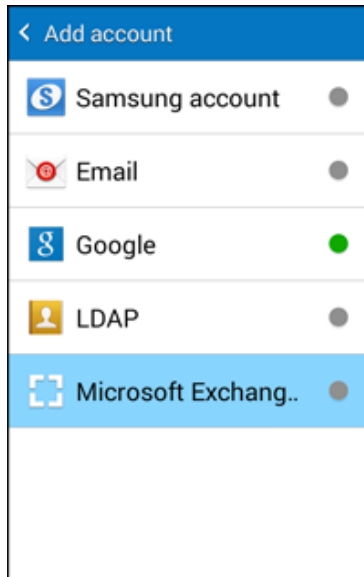 Add account
Samsung account
Email
Google
LDAP
Microsoft Exchang..